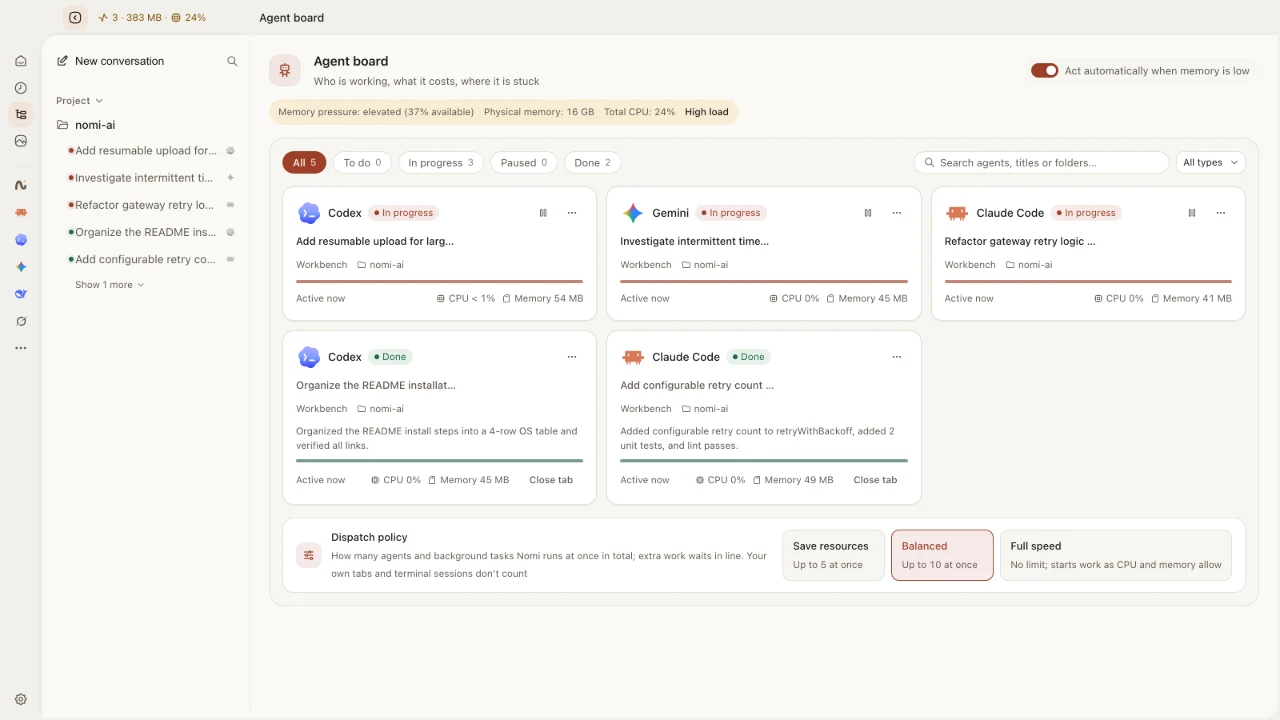 3 · 383 MB · 24%
Agent board
New conversation
Project
nomi-ai
Add resumable upload for...
Investigate intermittent ti...
Refactor gateway retry lo...
Organize the README ins...
Add configurable retry co...
Show 1 more
Agent board
Who is working, what it costs, where it is stuck
Act automatically when memory is low
Memory pressure: elevated (37% available) Physical memory: 16 GB Total CPU: 24% High load
All 5 To do 0 In progress 3 Paused 0 Done 2
Search agents, titles or folders... All types
Codex In progress
Add resumable upload for larg...
Workbench nomi-ai
Active now CPU < 1% Memory 54 MB
Gemini In progress
Investigate intermittent time...
Workbench nomi-ai
Active now CPU 0% Memory 45 MB
Claude Code In progress
Refactor gateway retry logic ...
Workbench nomi-ai
Active now CPU 0% Memory 41 MB
Codex Done
Organize the README installat...
Workbench nomi-ai
Organized the README install steps into a 4-row OS table and
verified all links.
Active now CPU 0% Memory 45 MB Close tab
Claude Code Done
Add configurable retry count ...
Workbench nomi-ai
Added configurable retry count to retryWithBackoff, added 2
unit tests, and lint passes.
Active now CPU 0% Memory 49 MB Close tab
Dispatch policy
How many agents and background tasks Nomi runs at once in total; extra work waits in line. Your
own tabs and terminal sessions don't count
Save resources
Up to 5 at once
Balanced
Up to 10 at once
Full speed
No limit; starts work as CPU and memory allow